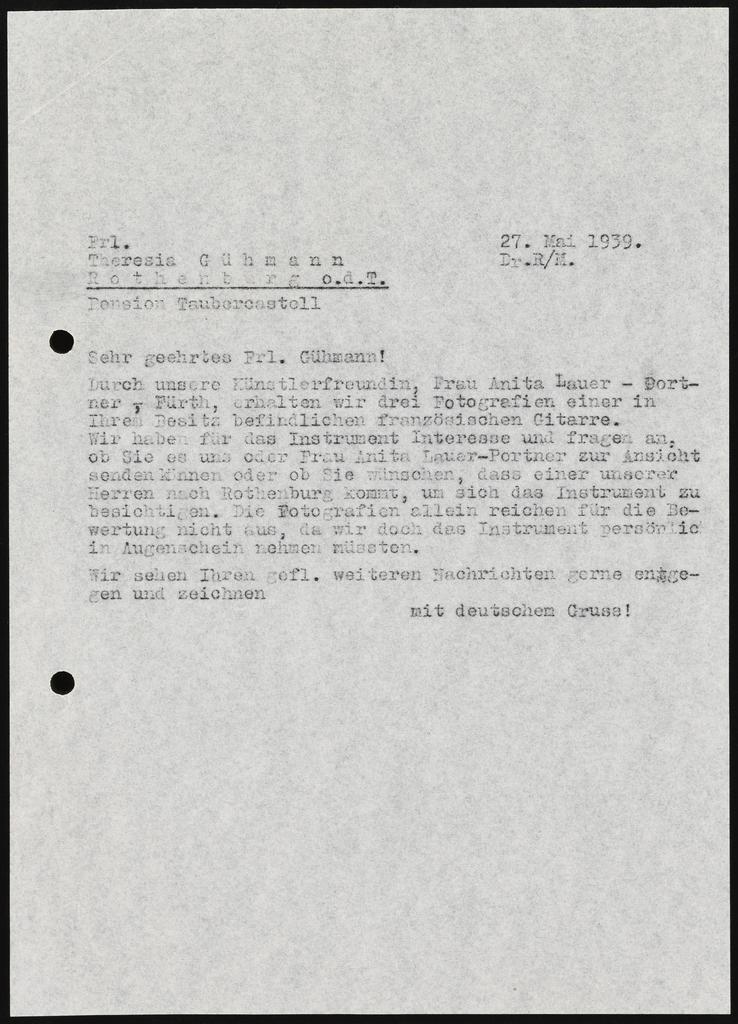 Frl.
Theresia G ü h m a n n
R o t h e n b u r g o.d.T.
Pension Taubercastell
27. Mai 1939.
Dr.R/M.
Sehr geehrtes Frl. Gühmann!
Durch unsere Künstlerfreundin, Frau Anita Lauer - Portt-
ner , Fürth, erhalten wir drei Fotografien einer in
Ihrem Besitz befindlichen französischen Gitarre.
Wir haben für das Instrument Interesse und fragen an,
ob Sie es uns oder Frau Anita Lauer-Portner zur Ansicht
senden können oder ob Sie wünschen, dass einer unserer
Herren nach Rothenburg kommt, um sich das Instrument zu
besichtigen. Die Fotografien allein reichen für die Be-
wertung nicht aus, da wir doch das Instrument persönlic
in Augenschein nehmen müssten.
Wir sehen Ihren gefl. weiteren Nachrichten gerne entge-
gen und zeichnen
mit deutschem Gruss!